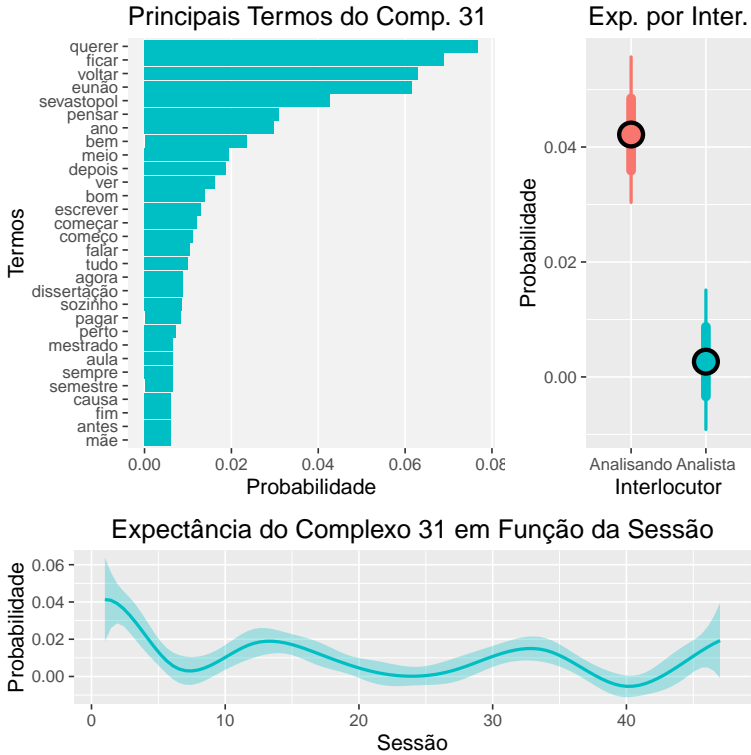 Principais Termos do Comp. 31
querer
ficar
voltar
eunão
sevastopol
pensar
ano
bem
meio
depois
ver
bom
escrever
começar
começo
falar
tudo
agora
dissertação
sozinho
pagar
perto
mestrado
aula
sempre
semestre
causa
fim
antes
mãe
Termos
0.00 0.02 0.04 0.06 0.08
Probabilidade
Exp. por Inter.
0.04
0.02
0.00
Probabilidade
Analisando Analista
Interlocutor
Expectância do Complexo 31 em Função da Sessão
0.06
0.04
0.02
0.00
Probabilidade
0 10 20 30 40
Sessão